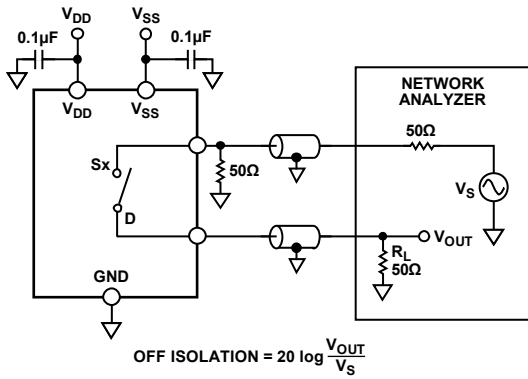 V_DD V_SS
0.1µF 0.1µF
V_DD V_SS
NETWORK
ANALYZER
50Ω
Sx
50Ω
V_S
D
V_OUT
R_L
50Ω
GND
OFF ISOLATION = 20 log V_OUT / V_S